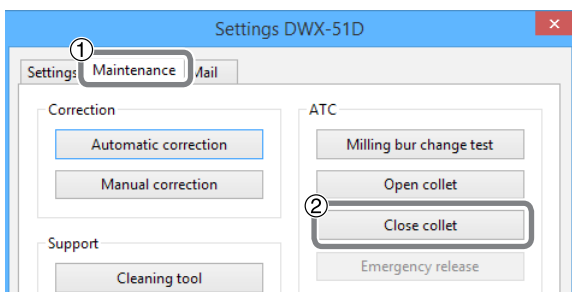 Settings DWX-51D
①
Settings Maintenance Mail
Correction
Automatic correction
Manual correction
Support
Cleaning tool
ATC
Milling bur change test
Open collet
②
Close collet
Emergency release